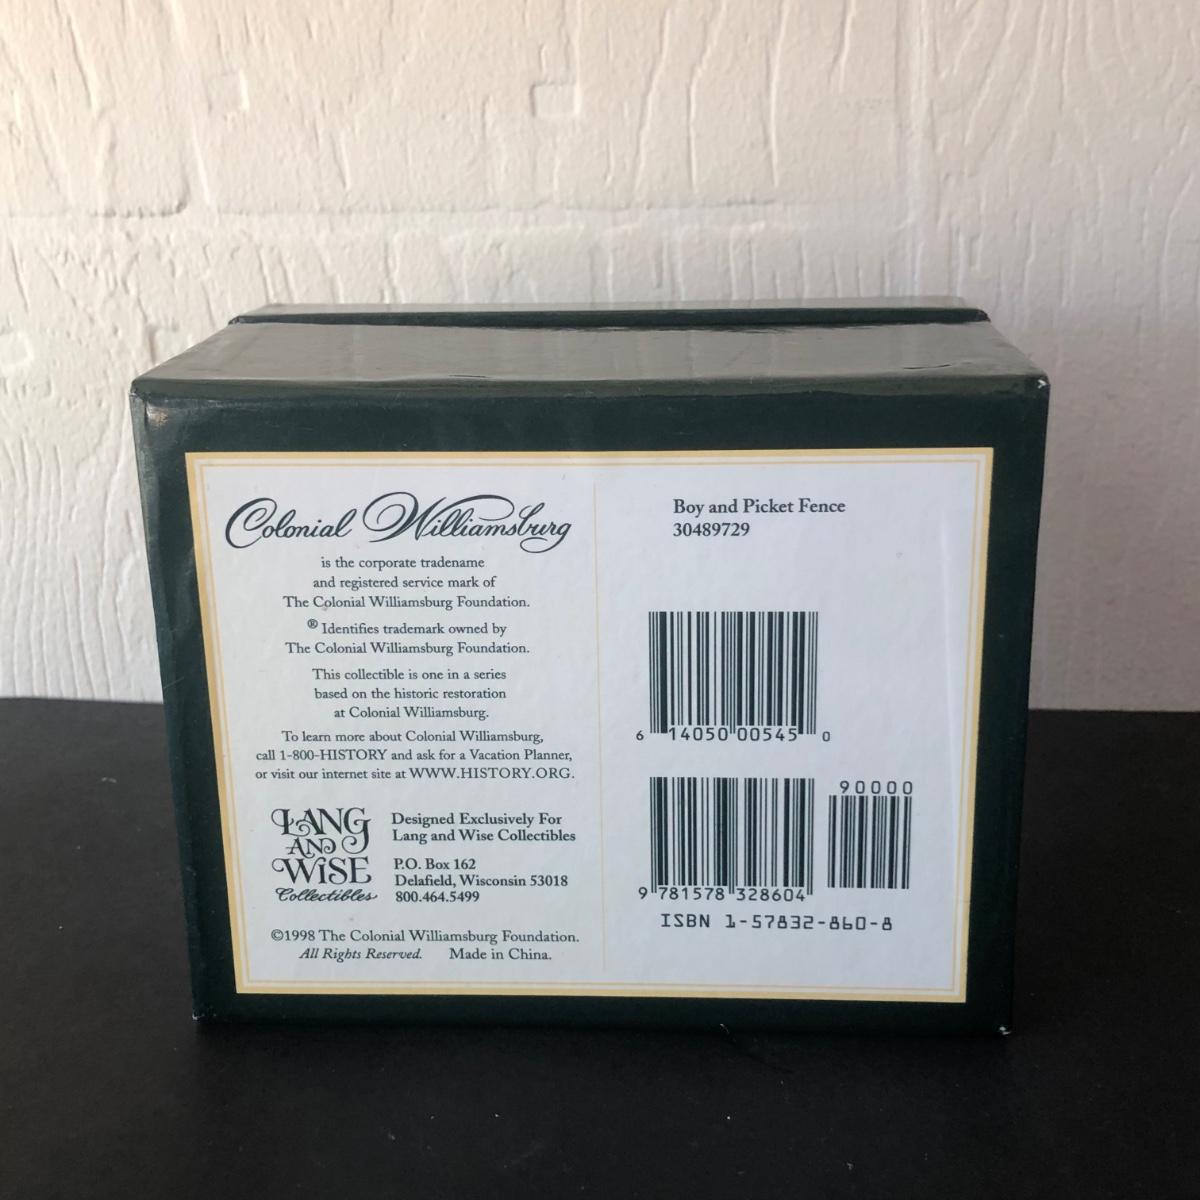 Colonial Williamsburg
is the corporate tradename
and registered service mark of
The Colonial Williamsburg Foundation.
® Identifies trademark owned by
The Colonial Williamsburg Foundation.
This collectible is one in a series
based on the historic restoration
at Colonial Williamsburg.
To learn more about Colonial Williamsburg,
call 1-800-HISTORY and ask for a Vacation Planner,
or visit our internet site at WWW.HISTORY.ORG.
LANG
AND
WISE
Collectibles
Designed Exclusively For
Lang and Wise Collectibles
P.O. Box 162
Delafield, Wisconsin 53018
800.464.5499
©1998 The Colonial Williamsburg Foundation.
All Rights Reserved. Made in China.
Boy and Picket Fence
30489729
6 14050 00545 0
90000
9 781578 328604
ISBN 1-57832-860-8